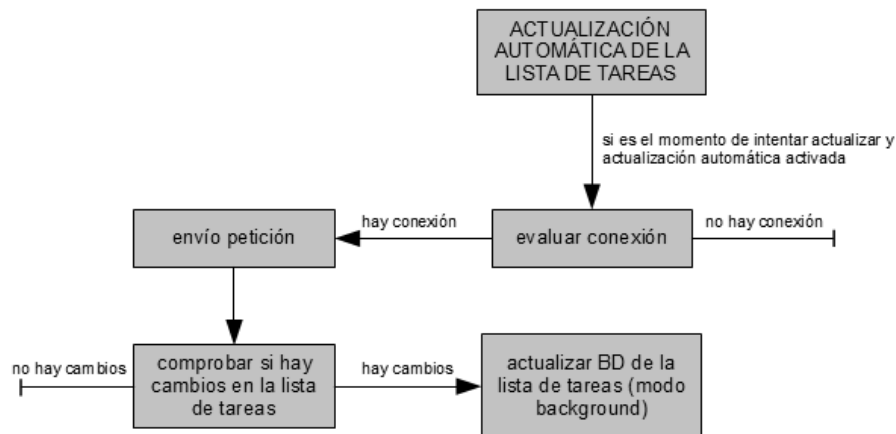 ACTUALIZACIÓN
AUTOMÁTICA DE LA
LISTA DE TAREAS
si es el momento de intentar actualizar y
actualización automática activada
envío petición
hay conexión
evaluar conexión
no hay conexión
no hay cambios
comprobar si hay
cambios en la lista
de tareas
hay cambios
actualizar BD de la
lista de tareas (modo
background)